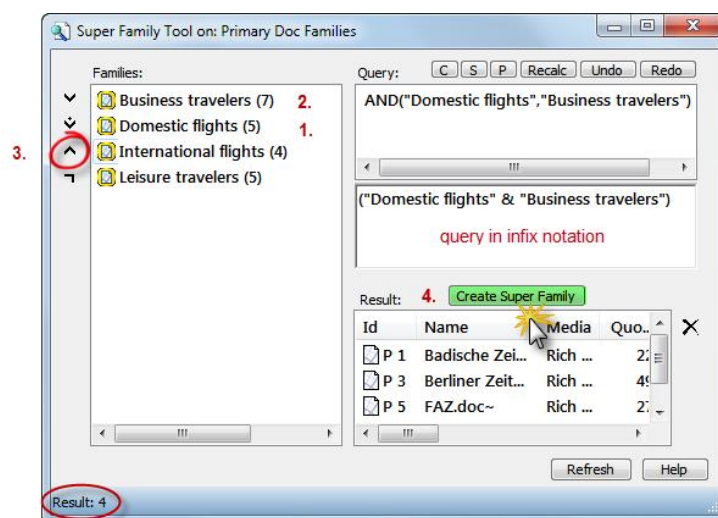 Super Family Tool on: Primary Doc Families
Families:
Business travelers (7) 2.
Domestic flights (5) 1.
3. International flights (4)
Leisure travelers (5)
Query: C S P Recalc Undo Redo
AND("Domestic flights","Business travelers")
("Domestic flights" & "Business travelers")
query in infix notation
Result: 4. Create Super Family
Id Name Media Quo..
P 1 Badische Zei... Rich ...
P 3 Berliner Zeit... Rich ...
P 5 FAZ.doc~ Rich ...
Refresh Help
Result: 4